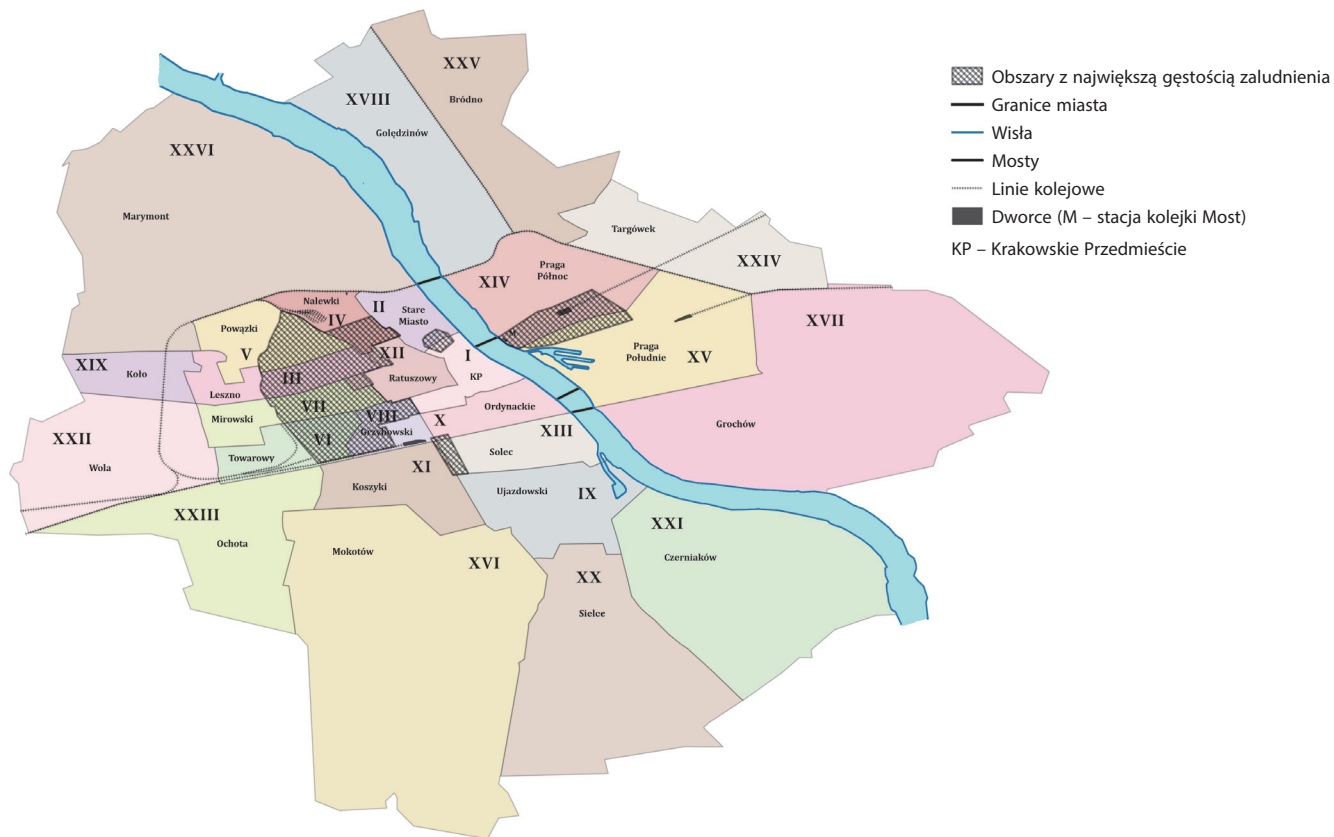 XXV
Bródno
XVIII
Golędzinów
XXVI
Marymont
Targówek
XXIV
XIV
Praga
Północ
XVII
Nalewki
IV
II
Stare
Miasto
Powązki
V
XII
Ratuszowy
I
KP
M
Praga
Południe
XV
XIX
Koło
III
Leszno
Mirowski
VII
VIII
Grzybowski
X
Ordynackie
Grochów
XXII
Wola
Towarowy
VI
XI
Koszyki
XIII
Solec
Ujazdowski
IX
XXIII
Ochota
Mokotów
XVI
XX
Sielce
XXI
Czerniaków
Obszary z największą gęstością zaludnienia
Granice miasta
Wisła
Mosty
Linie kolejowe
Dworce (M – stacja kolejki Most)
KP – Krakowskie Przedmieście